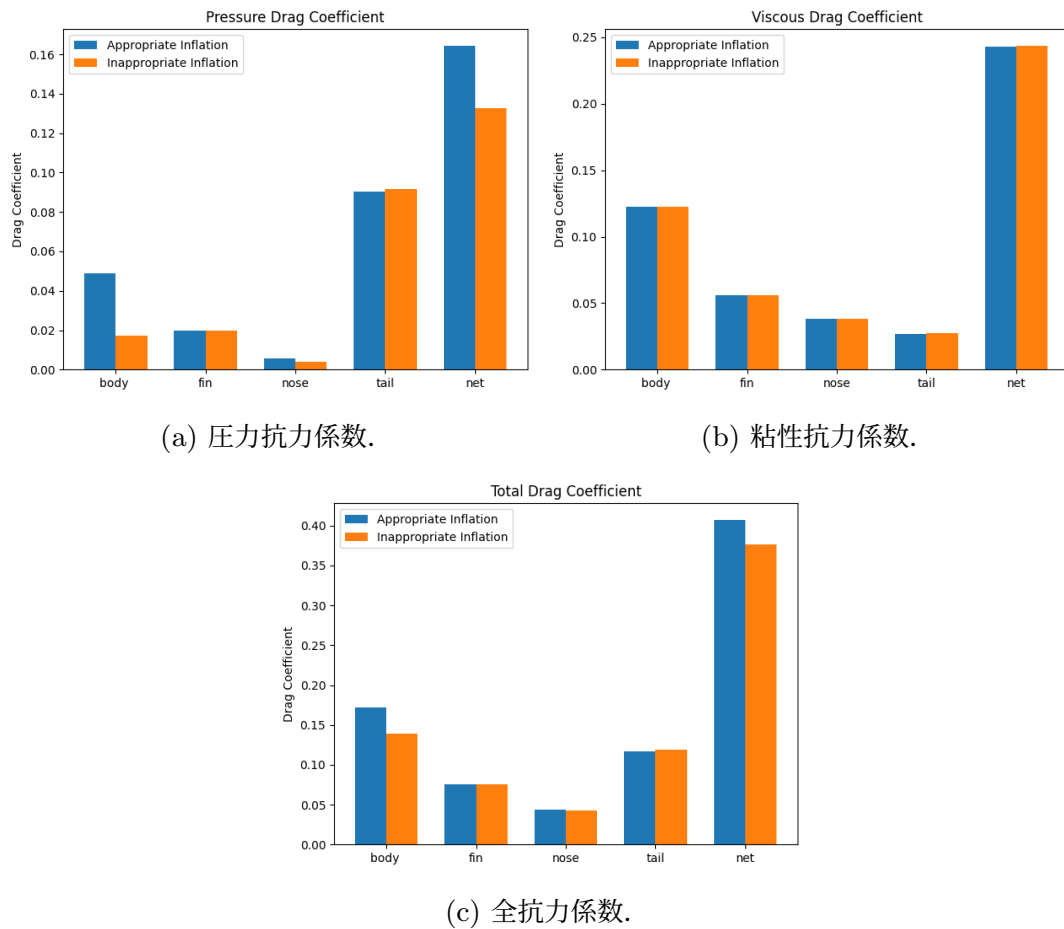 Pressure Drag Coefficient
Appropriate Inflation
Inappropriate Inflation
0.16
0.14
0.12
0.10
0.08
0.06
0.04
0.02
0.00
Drag Coefficient
body fin nose tail net
(a) 圧力抗力係数.
Viscous Drag Coefficient
Appropriate Inflation
Inappropriate Inflation
0.25
0.20
0.15
0.10
0.05
0.00
Drag Coefficient
body fin nose tail net
(b) 粘性抗力係数.
Total Drag Coefficient
Appropriate Inflation
Inappropriate Inflation
0.40
0.35
0.30
0.25
0.20
0.15
0.10
0.05
0.00
Drag Coefficient
body fin nose tail net
(c) 全抗力係数.